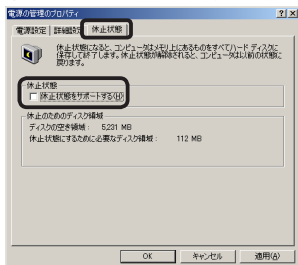 電源の管理のプロパティ
電源設定 詳細設定 休止状態
休止状態になると、コンピュータはメモリ上にあるものをすべてハード ディスクに
保存して終了します。休止状態が解除されると、コンピュータは以前の状態に
戻ります。
休止状態
休止状態をサポートする(H)
休止のためのディスク領域
ディスクの空き領域: 5,231 MB
休止状態にするために必要なディスク領域: 112 MB
OK キャンセル 適用(A)